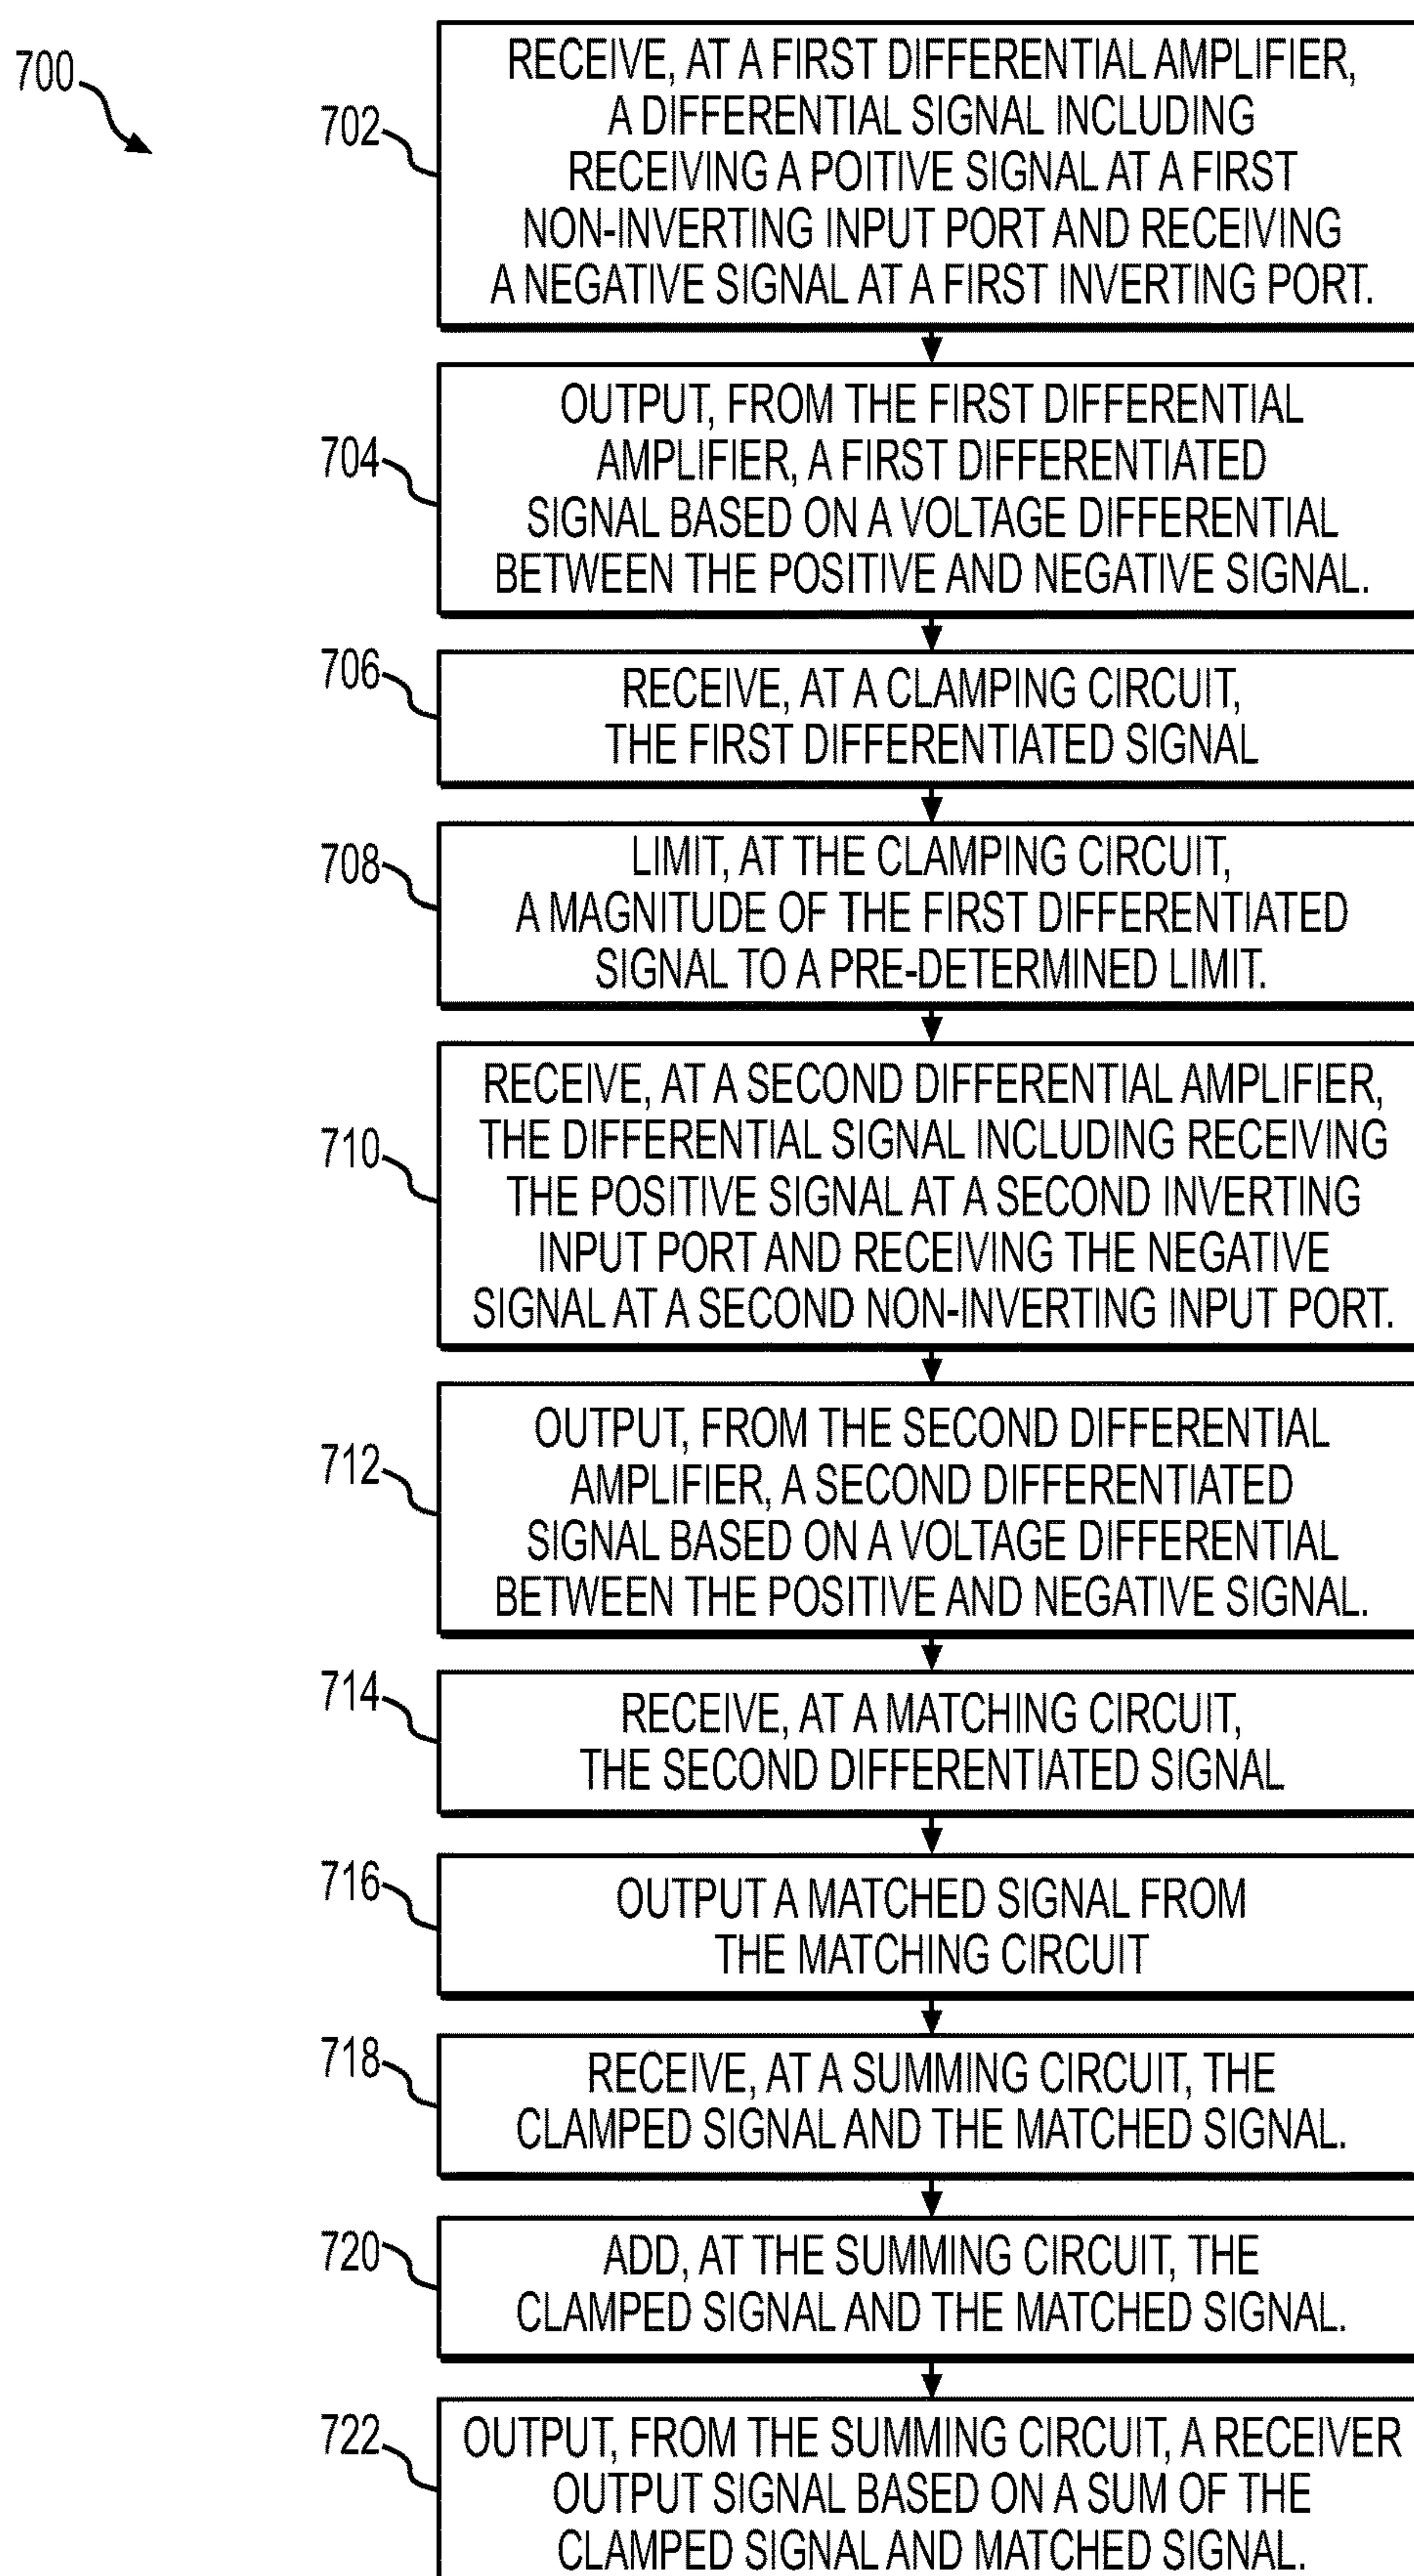 700
702
RECEIVE, AT A FIRST DIFFERENTIAL AMPLIFIER,
A DIFFERENTIAL SIGNAL INCLUDING
RECEIVING A POITIVE SIGNAL AT A FIRST
NON-INVERTING INPUT PORT AND RECEIVING
A NEGATIVE SIGNAL AT A FIRST INVERTING PORT.
704
OUTPUT, FROM THE FIRST DIFFERENTIAL
AMPLIFIER, A FIRST DIFFERENTIATED
SIGNAL BASED ON A VOLTAGE DIFFERENTIAL
BETWEEN THE POSITIVE AND NEGATIVE SIGNAL.
706
RECEIVE, AT A CLAMPING CIRCUIT,
THE FIRST DIFFERENTIATED SIGNAL
708
LIMIT, AT THE CLAMPING CIRCUIT,
A MAGNITUDE OF THE FIRST DIFFERENTIATED
SIGNAL TO A PRE-DETERMINED LIMIT.
710
RECEIVE, AT A SECOND DIFFERENTIAL AMPLIFIER,
THE DIFFERENTIAL SIGNAL INCLUDING RECEIVING
THE POSITIVE SIGNAL AT A SECOND INVERTING
INPUT PORT AND RECEIVING THE NEGATIVE
SIGNAL AT A SECOND NON-INVERTING INPUT PORT.
712
OUTPUT, FROM THE SECOND DIFFERENTIAL
AMPLIFIER, A SECOND DIFFERENTIATED
SIGNAL BASED ON A VOLTAGE DIFFERENTIAL
BETWEEN THE POSITIVE AND NEGATIVE SIGNAL.
714
RECEIVE, AT A MATCHING CIRCUIT,
THE SECOND DIFFERENTIATED SIGNAL
716
OUTPUT A MATCHED SIGNAL FROM
THE MATCHING CIRCUIT
718
RECEIVE, AT A SUMMING CIRCUIT, THE
CLAMPED SIGNAL AND THE MATCHED SIGNAL.
720
ADD, AT THE SUMMING CIRCUIT, THE
CLAMPED SIGNAL AND THE MATCHED SIGNAL.
722
OUTPUT, FROM THE SUMMING CIRCUIT, A RECEIVER
OUTPUT SIGNAL BASED ON A SUM OF THE
CLAMPED SIGNAL AND MATCHED SIGNAL.